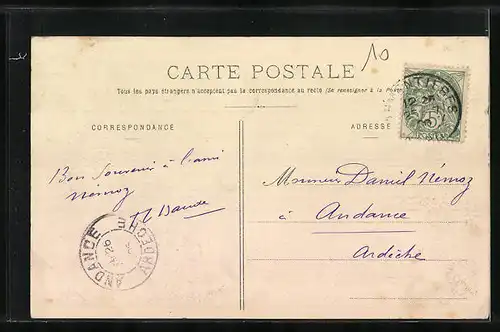 10
CARTE POSTALE
Tous les pays étrangers n'acceptent pas la correspondance au recto (Se renseigner à la Poste)
CORRESPONDANCE
ADRESSE
Bon Souvenir à l'ami
Némoz
Monsieur Daniel Némoz
à Andance
Ardèche
ANDANCE
ARDECHE